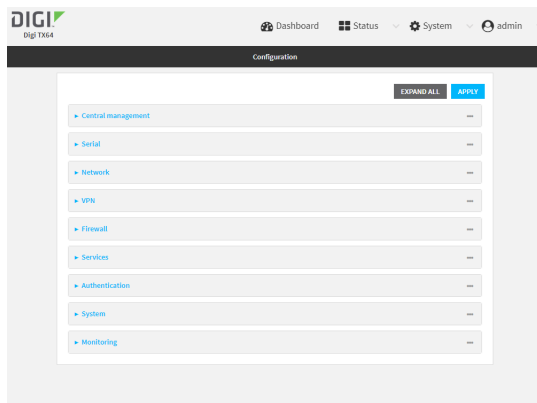 DIGI
Digi TX64
Dashboard Status System admin
Configuration
EXPAND ALL APPLY
Central management
Serial
Network
VPN
Firewall
Services
Authentication
System
Monitoring